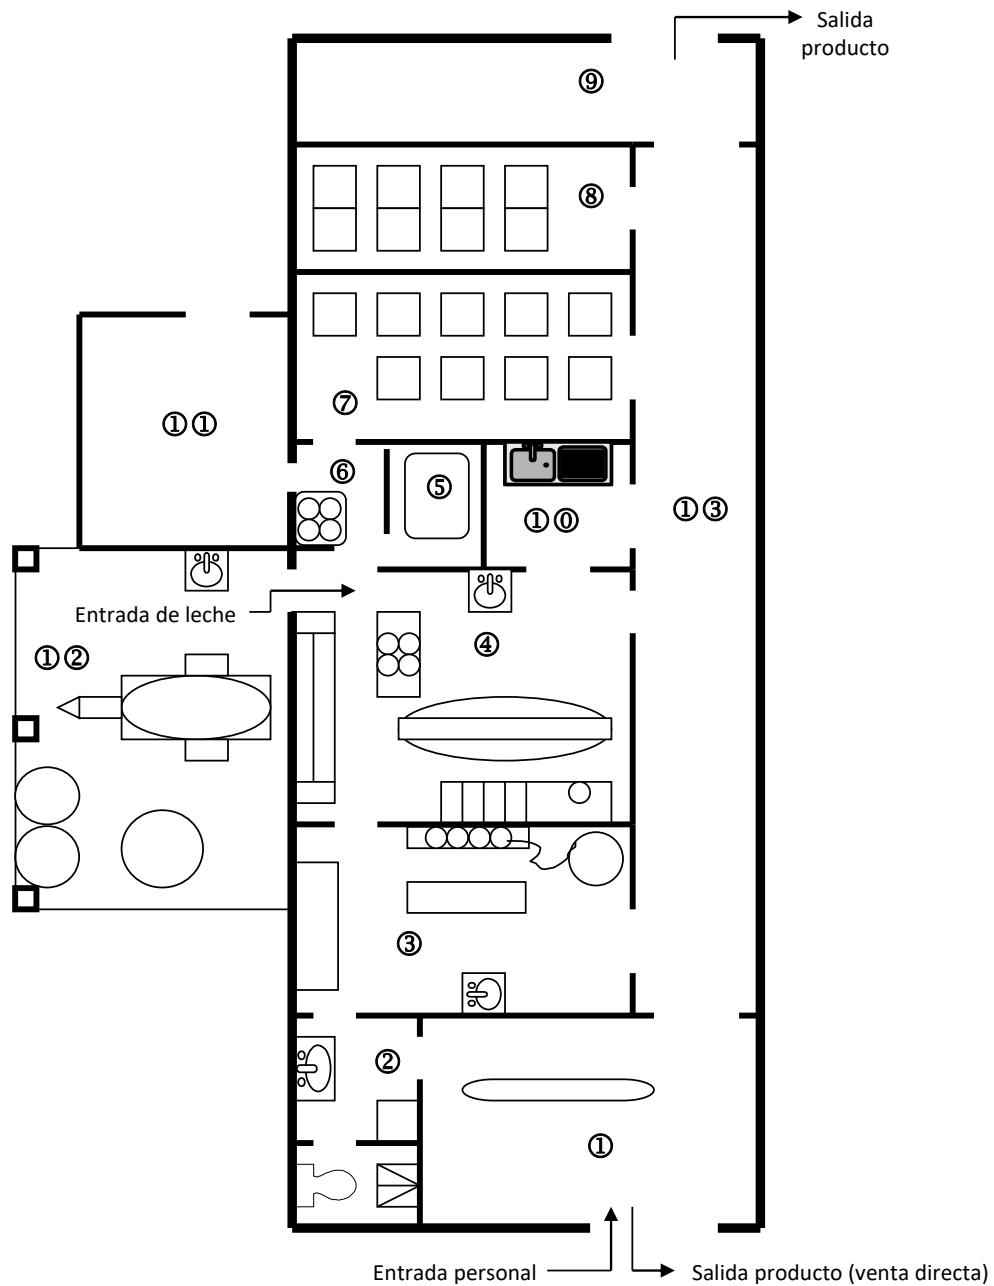 Salida
producto
⑨
⑧
⑦
①①
⑥
⑤
①⓪
①③
Entrada de leche
④
①②
③
②
①
Entrada personal
Salida producto (venta directa)